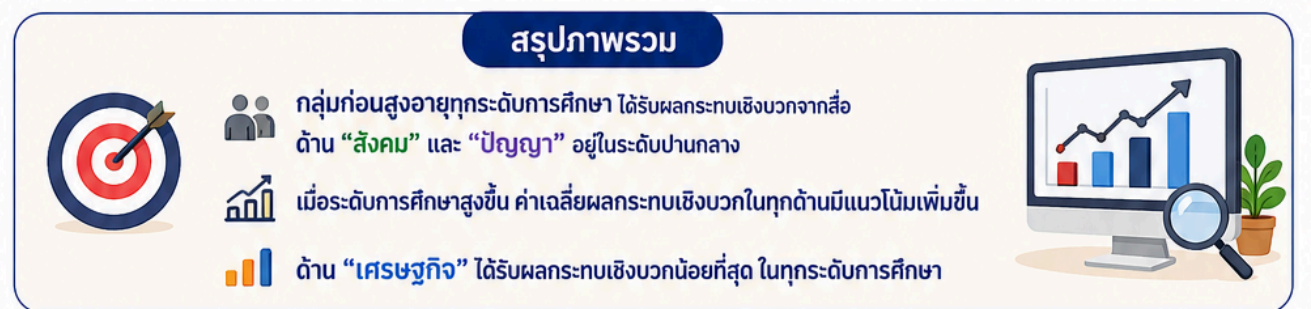 สรุปภาพรวม
กลุ่มก่อนสูงอายุทุกระดับการศึกษา ได้รับผลกระทบเชิงบวกจากสื่อ
ด้าน “สังคม” และ “ปัญญา” อยู่ในระดับปานกลาง
เมื่อระดับการศึกษาสูงขึ้น ค่าเฉลี่ยผลกระทบเชิงบวกในทุกด้านมีแนวโน้มเพิ่มขึ้น
ด้าน “เศรษฐกิจ” ได้รับผลกระทบเชิงบวกน้อยที่สุด ในทุกระดับการศึกษา